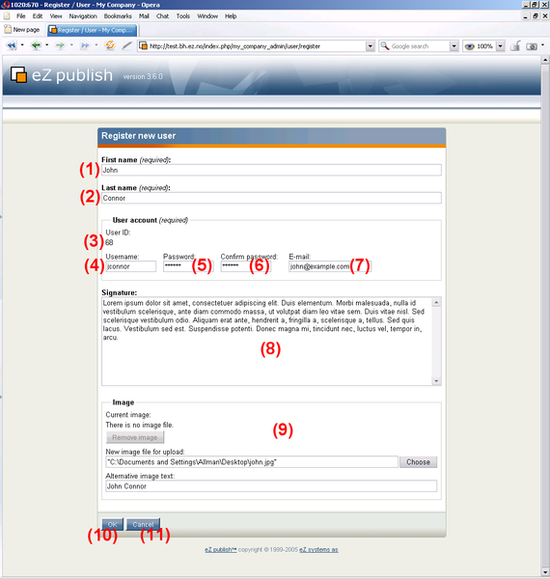 1020x670 - Register / User - My Company - Opera
File Edit View Navigation Bookmarks Mail Chat Tools Window Help
New page
Register / User - My Comp...
http://test.bh.ez.no/index.php/my_company_admin/user/register
Google search
100%
eZ publish version 3.6.0
Register new user
First name (required):
(1) John
Last name (required):
(2) Connor
User account (required)
User ID:
(3) 68
Username: Password: Confirm password: E-mail:
(4) jconnor ****** (5) ****** (6) john@example.com (7)
Signature:
Lorem ipsum dolor sit amet, consectetuer adipiscing elit. Duis elementum. Morbi malesuada, nulla id
vestibulum scelerisque, ante diam commodo massa, ut volutpat diam leo vitae sem. Duis vitae nisl. Sed
scelerisque vestibulum odio. Aliquam erat ante, hendrerit a, fringilla a, scelerisque a, tellus. Sed quis
lacus. Vestibulum sed est. Suspendisse potenti. Donec magna mi, tincidunt nec, luctus vel, tempor in,
arcu.
(8)
Image
Current image:
There is no image file.
(9)
Remove image
New image file for upload:
"C:\Documents and Settings\Allman\Desktop\john.jpg" Choose
Alternative image text:
John Connor
OK Cancel
(10) (11)
eZ publish™ copyright © 1999-2005 eZ systems as